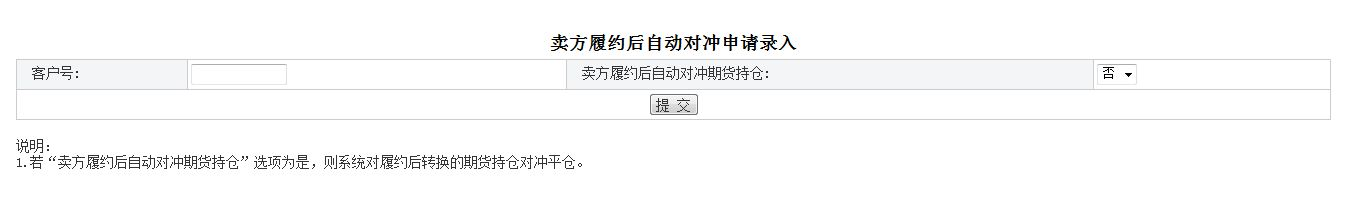 卖方履约后自动对冲申请录入
客户号: 卖方履约后自动对冲期货持仓: 否
提 交
说明:
1.若“卖方履约后自动对冲期货持仓”选项为是，则系统对履约后转换的期货持仓对冲平仓。